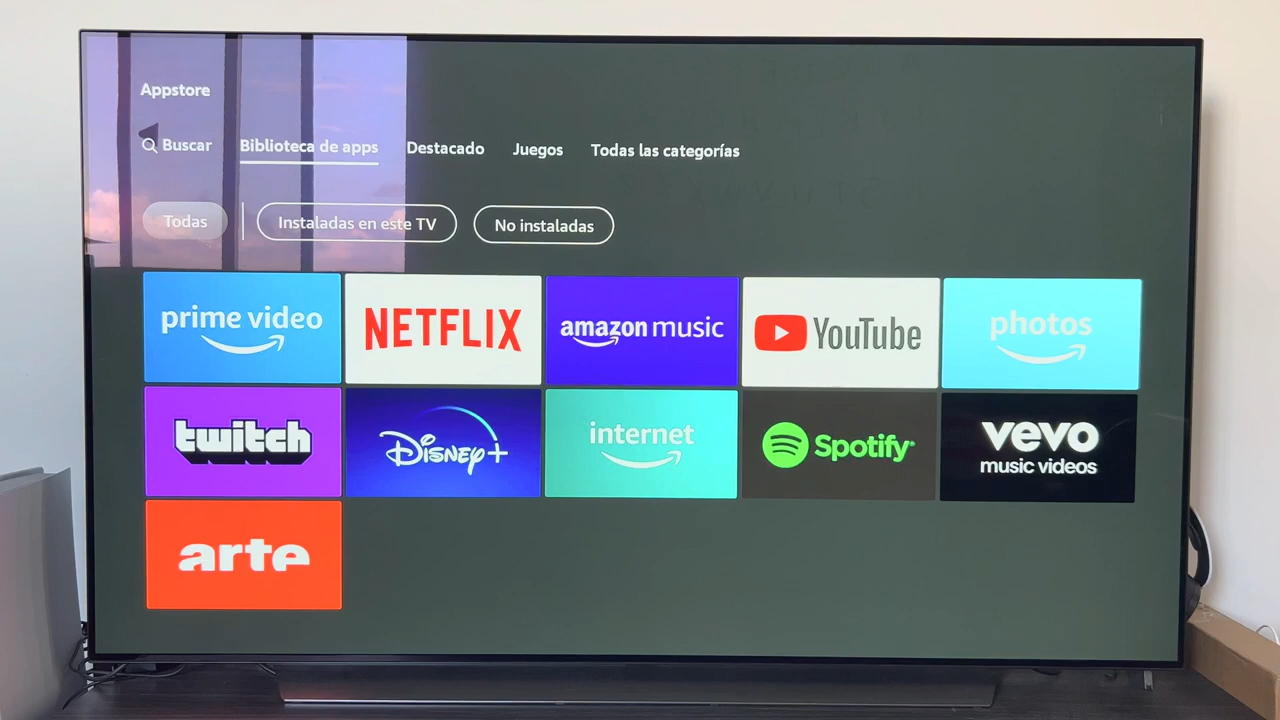 Appstore
Buscar Biblioteca de apps Destacado Juegos Todas las categorías
Todas Instaladas en este TV No instaladas
prime video NETFLIX amazon music YouTube photos
twitch Disney+ internet Spotify vevo
music videos
arte